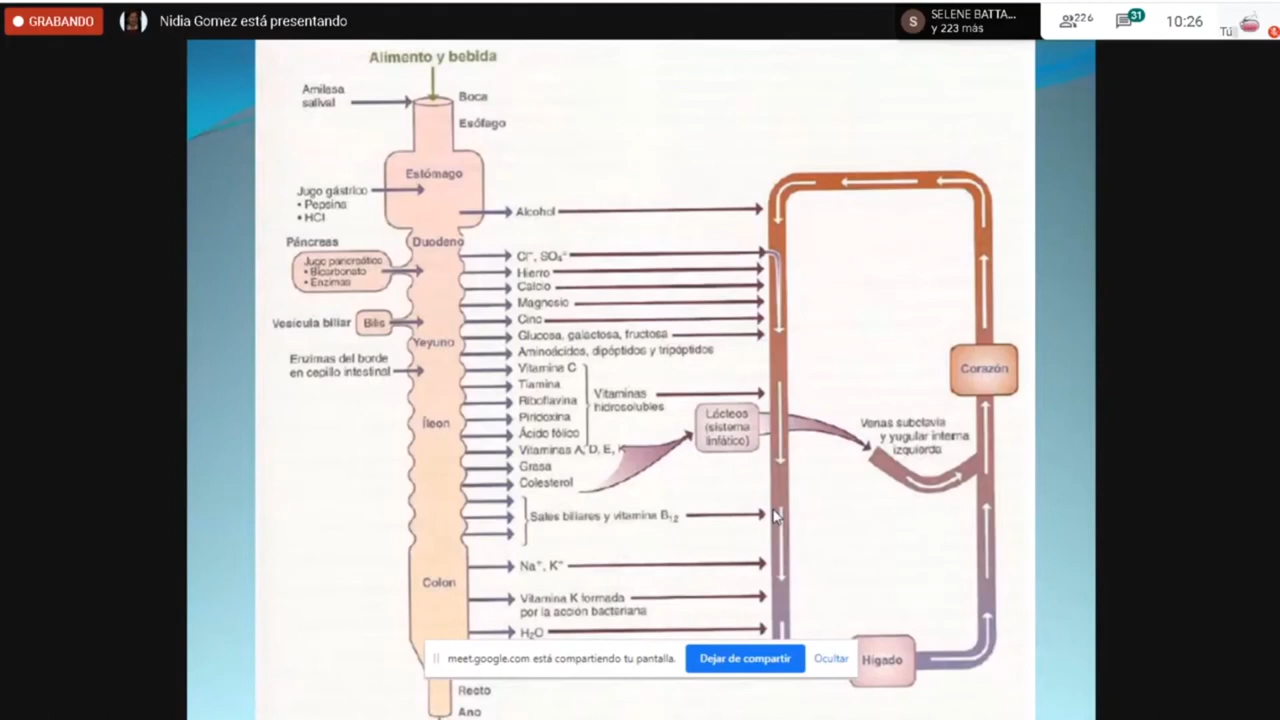 GRABANDO
Nidia Gomez está presentando
S
SELENE BATTA...
y 223 más
226
31
10:26
Tú
Alimento y bebida
Amilasa
salival
Boca
Esófago
Estómago
Jugo gástrico
• Pepsina
• HCl
Alcohol
Páncreas
Duodeno
Jugo pancreático
• Bicarbonato
• Enzimas
Cl⁻, SO₄⁼
Hierro
Calcio
Magnesio
Vesícula biliar
Bilis
Cinc
Glucosa, galactosa, fructosa
Yeyuno
Aminoácidos, dipéptidos y tripéptidos
Enzimas del borde
en cepillo intestinal
Vitamina C
Tiamina
Riboflavina
Piridoxina
Ácido fólico
Vitaminas
hidrosolubles
Íleon
Vitaminas A, D, E, K
Grasa
Colesterol
Lácteos
(sistema
linfático)
Venas subclavia
y yugular interna
izquierda
Corazón
Sales biliares y vitamina B₁₂
Na⁺, K⁺
Colon
Vitamina K formada
por la acción bacteriana
H₂O
Hígado
meet.google.com está compartiendo tu pantalla.
Dejar de compartir
Ocultar
Recto
Ano